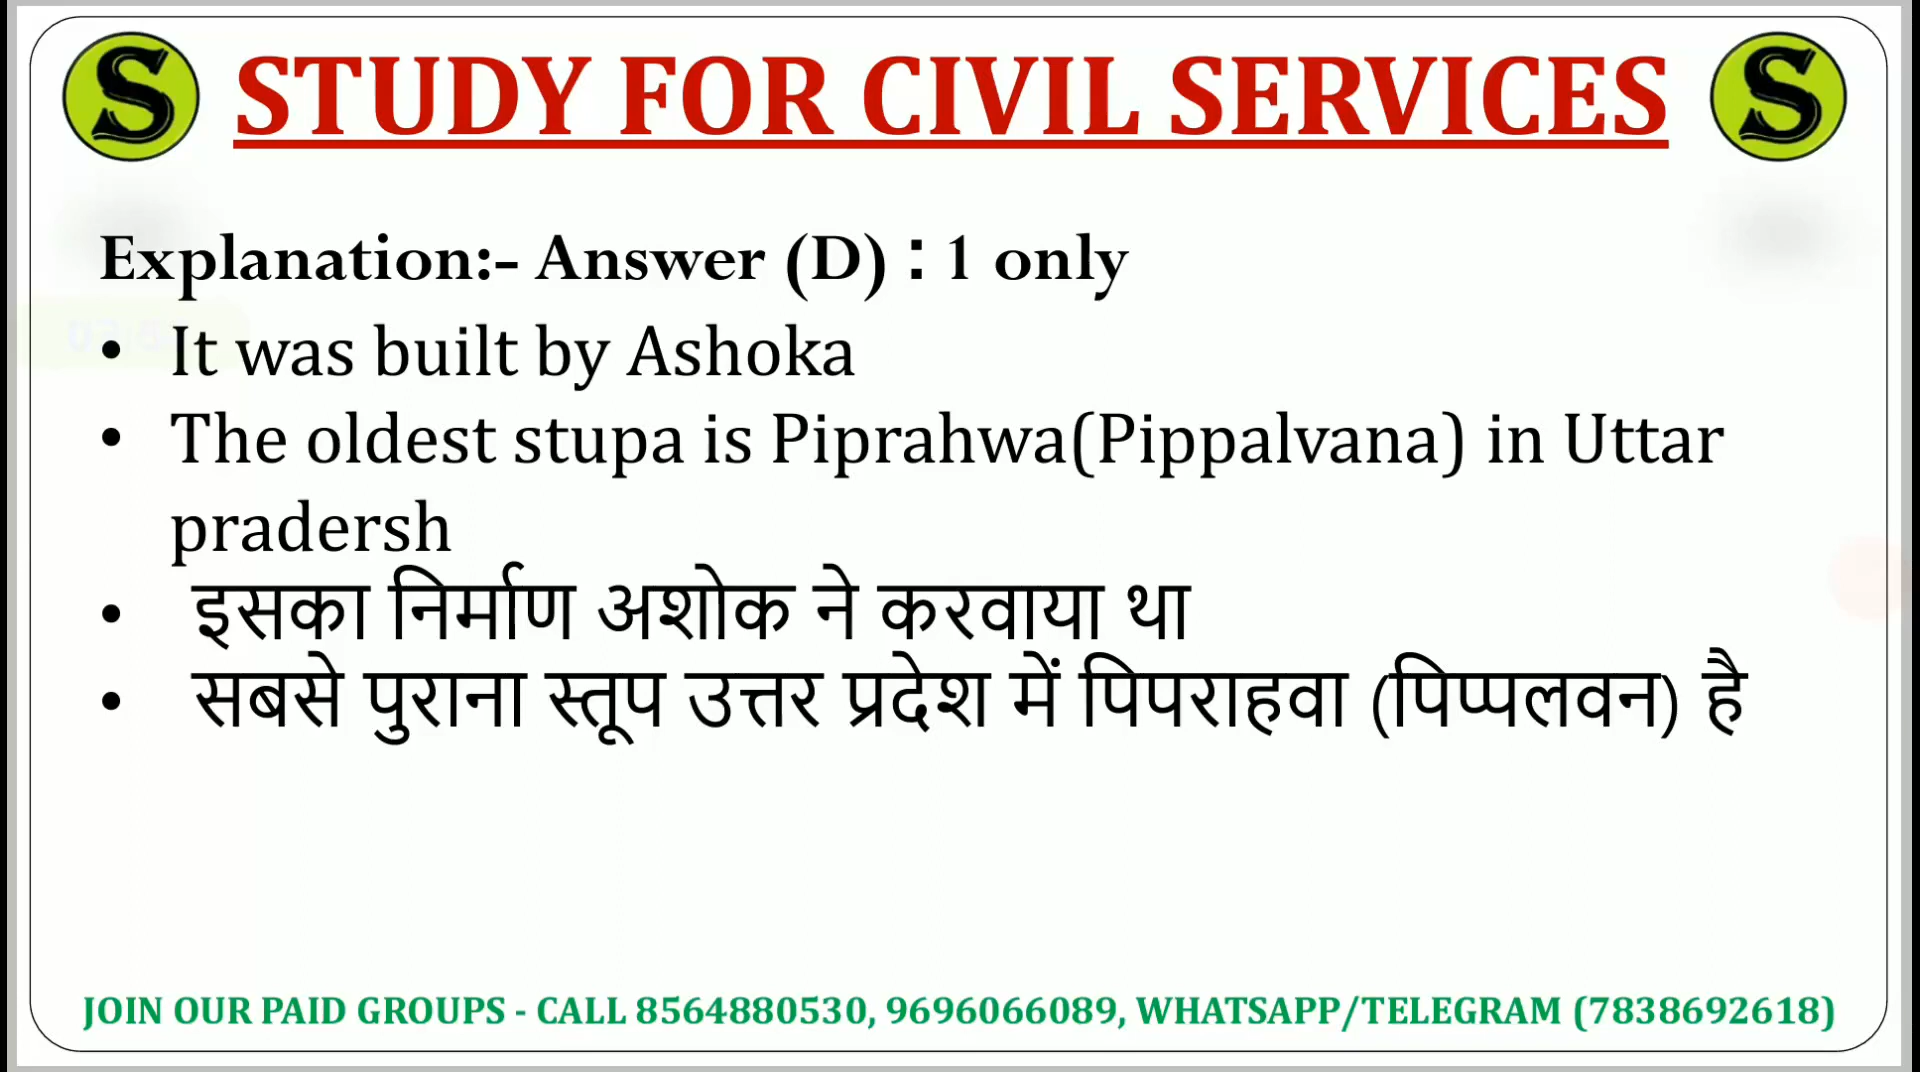 S STUDY FOR CIVIL SERVICES S
Explanation:- Answer (D) : 1 only
• It was built by Ashoka
• The oldest stupa is Piprahwa(Pippalvana) in Uttar
pradersh
• इसका निर्माण अशोक ने करवाया था
• सबसे पुराना स्तूप उत्तर प्रदेश में पिपराहवा (पिप्पलवन) है
JOIN OUR PAID GROUPS - CALL 8564880530, 9696066089, WHATSAPP/TELEGRAM (7838692618)